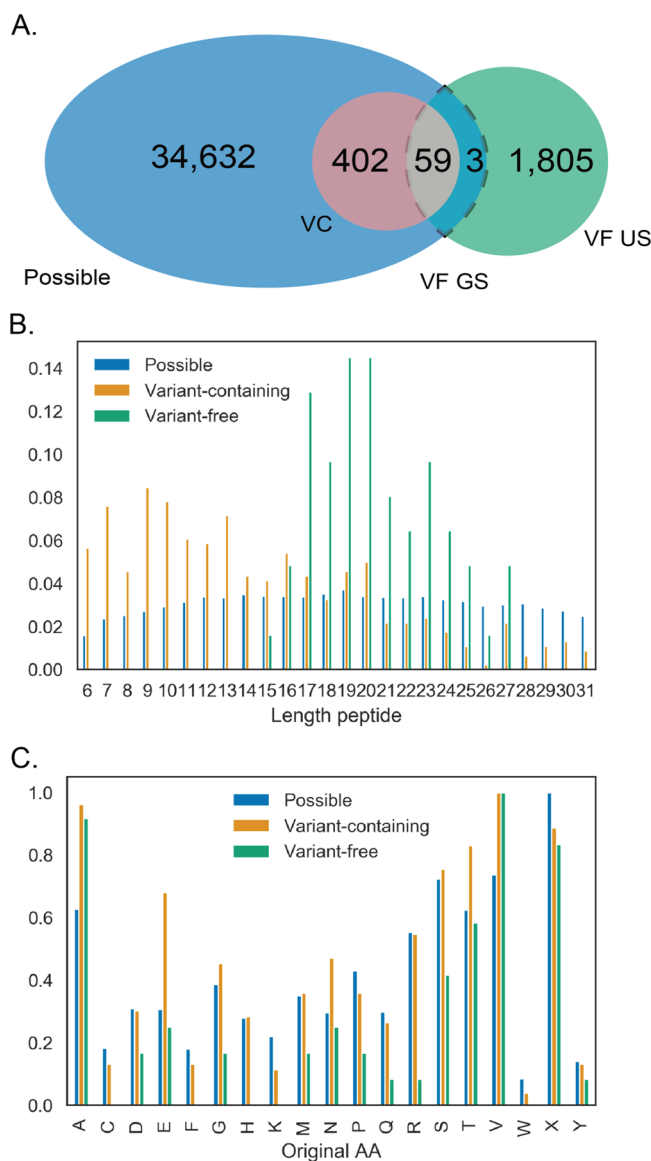 A.
34,632
402
59
3
1,805
VC
VF US
Possible
VF GS
B.
0.14
0.12
0.10
0.08
0.06
0.04
0.02
0.00
Possible
Variant-containing
Variant-free
6 7 8 9 10 11 12 13 14 15 16 17 18 19 20 21 22 23 24 25 26 27 28 29 30 31
Length peptide
C.
1.0
0.8
0.6
0.4
0.2
0.0
Possible
Variant-containing
Variant-free
A C D E F G H K M N P Q R S T V W X Y
Original AA